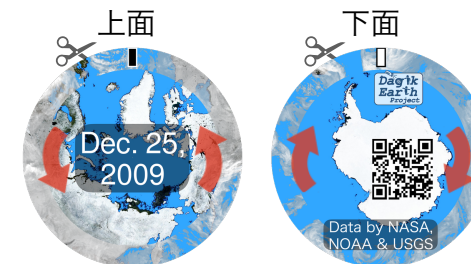 上面
下面
Dec. 25,
2009
Dagik
Earth
Project
Data by NASA,
NOAA & USGS